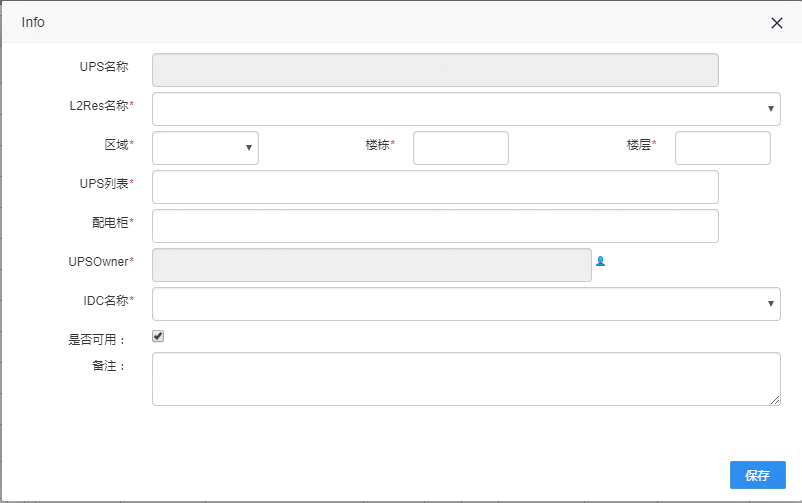 Info
UPS名称
L2Res名称*
区域* 楼栋* 楼层*
UPS列表*
配电柜*
UPSOwner*
IDC名称*
是否可用：
备注：
保存